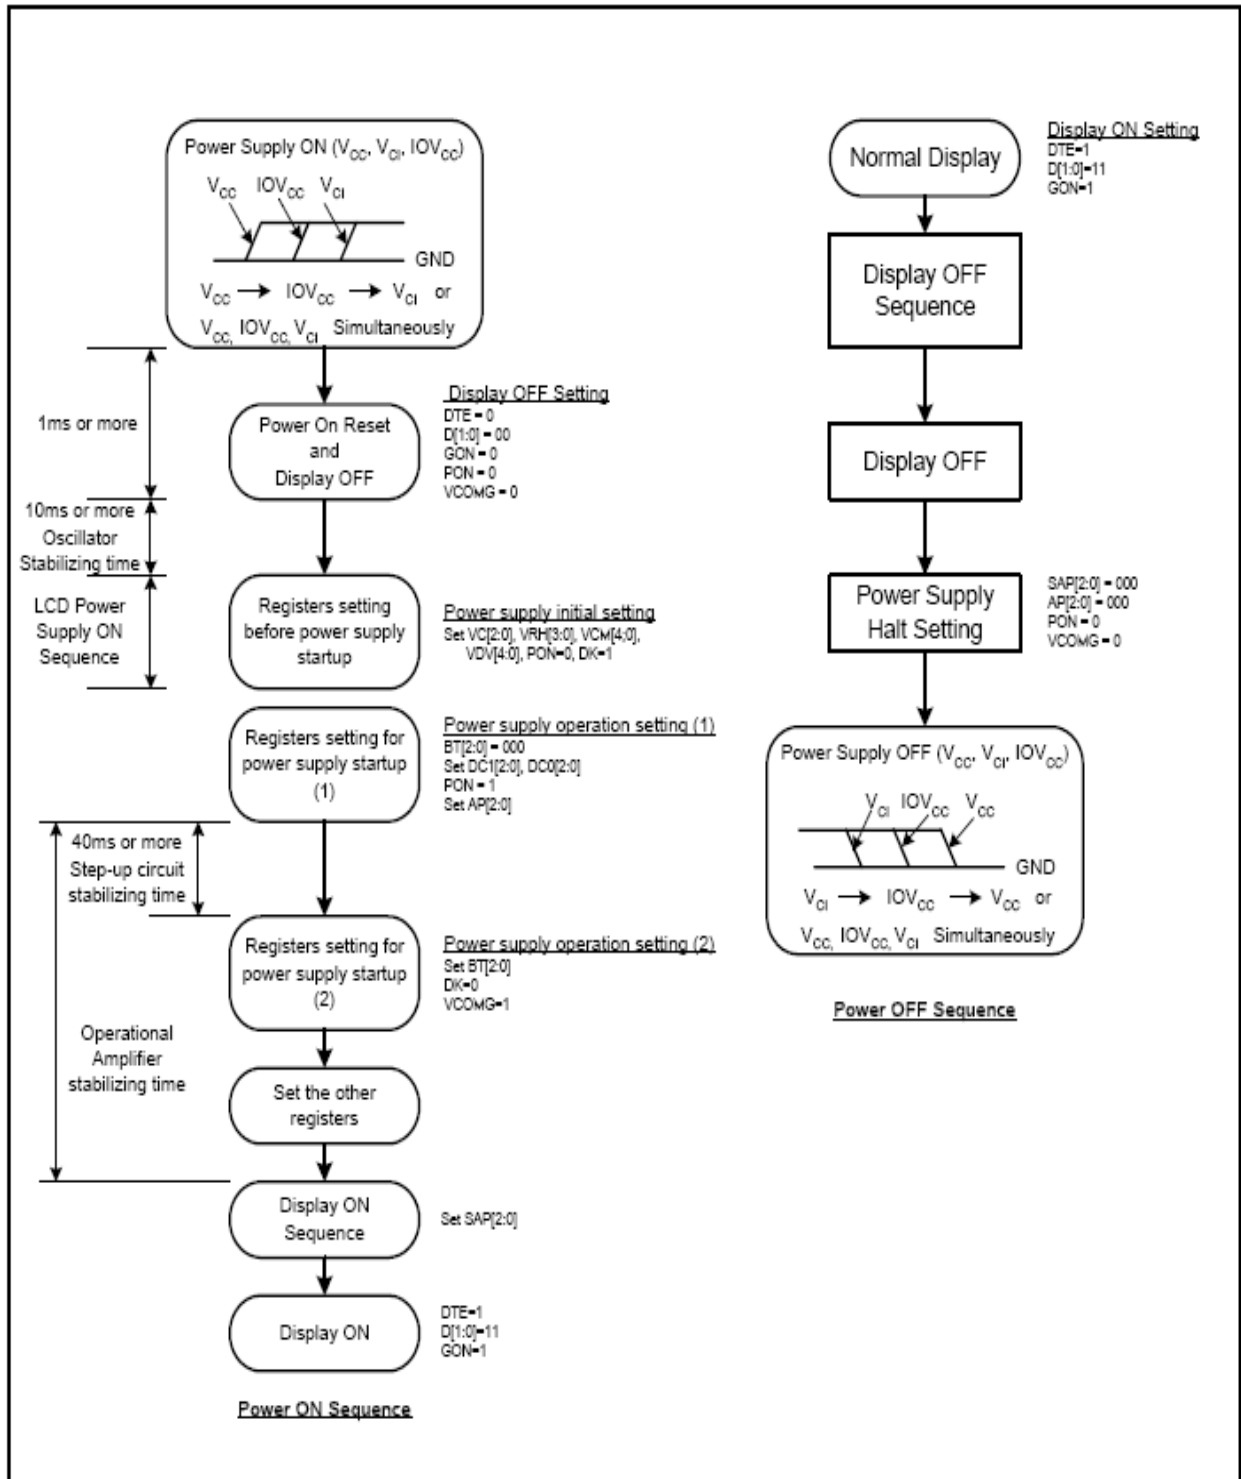 Power Supply ON (VCC, VCI, IOVCC)
VCC IOVCC VCI
GND
VCC → IOVCC → VCI or
VCC, IOVCC, VCI Simultaneously
1ms or more
Power On Reset
and
Display OFF
Display OFF Setting
DTE = 0
D[1:0] = 00
GON = 0
PON = 0
VCOMG = 0
10ms or more
Oscillator
Stabilizing time
LCD Power
Supply ON
Sequence
Registers setting
before power supply
startup
Power supply initial setting
Set VC[2:0], VRH[3:0], VCM[4;0],
VDV[4:0], PON=0, DK=1
Registers setting for
power supply startup
(1)
Power supply operation setting (1)
BT[2:0] = 000
Set DC1[2:0], DC0[2:0]
PON = 1
Set AP[2:0]
40ms or more
Step-up circuit
stabilizing time
Registers setting for
power supply startup
(2)
Power supply operation setting (2)
Set BT[2:0]
DK=0
VCOMG=1
Operational
Amplifier
stabilizing time
Set the other
registers
Display ON
Sequence
Set SAP[2:0]
Display ON
DTE=1
D[1:0]=11
GON=1
Power ON Sequence
Normal Display
Display ON Setting
DTE=1
D[1:0]=11
GON=1
Display OFF
Sequence
Display OFF
Power Supply
Halt Setting
SAP[2:0] = 000
AP[2:0] = 000
PON = 0
VCOMG = 0
Power Supply OFF (VCC, VCI, IOVCC)
VCI IOVCC VCC
GND
VCI → IOVCC → VCC or
VCC, IOVCC, VCI Simultaneously
Power OFF Sequence